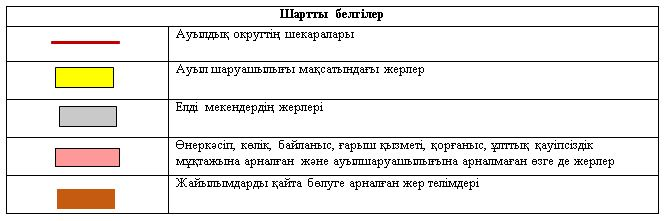 Шартты белгілер
Ауылдық округтің шекаралары
Ауыл шаруашылығы мақсатындағы жерлер
Елді мекендердің жерлері
Өнеркәсіп, көлік, байланыс, ғарыш қызметі, қорғаныс, ұлттық қауіпсіздік
мұқтажына арналған және ауылшаруашылығына арналмаған өзге де жерлер
Жайылымдарды қайта бөлуге арналған жер телімдері